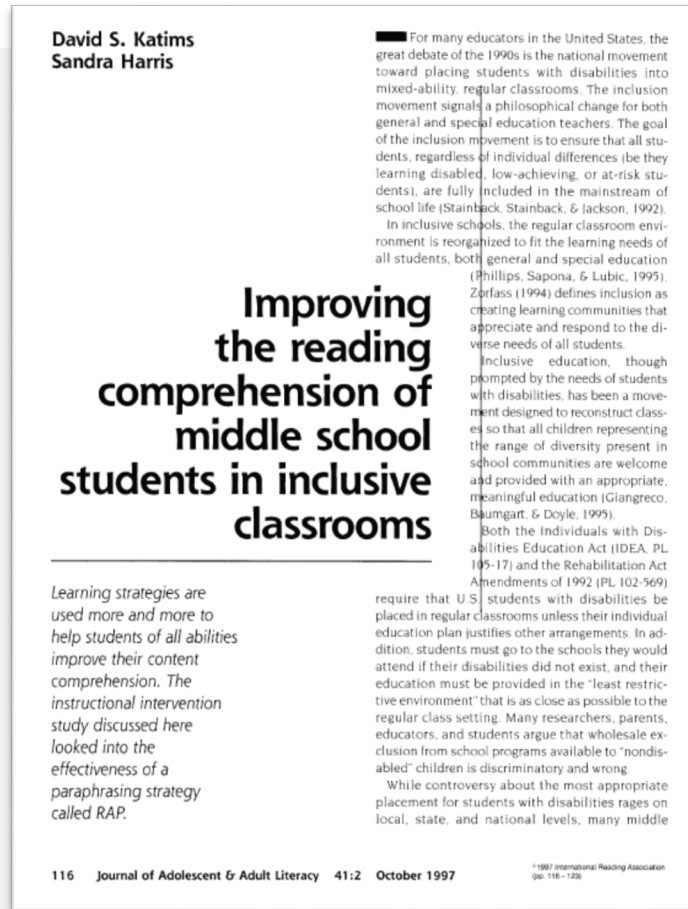 David S. Katims
Sandra Harris
Improving
the reading
comprehension of
middle school
students in inclusive
classrooms
Learning strategies are
used more and more to
help students of all abilities
improve their content
comprehension. The
instructional intervention
study discussed here
looked into the
effectiveness of a
paraphrasing strategy
called RAP.
For many educators in the United States, the
great debate of the 1990s is the national movement
toward placing students with disabilities into
mixed-ability, regular classrooms. The inclusion
movement signals a philosophical change for both
general and special education teachers. The goal
of the inclusion movement is to ensure that all stu-
dents, regardless of individual differences (be they
learning disabled, low-achieving, or at-risk stu-
dents), are fully included in the mainstream of
school life (Stainback, Stainback, & Jackson, 1992).
In inclusive schools, the regular classroom envi-
ronment is reorganized to fit the learning needs of
all students, both general and special education
(Phillips, Sapona, & Lubic, 1995).
Zorfass (1994) defines inclusion as
creating learning communities that
appreciate and respond to the di-
verse needs of all students.
Inclusive education, though
prompted by the needs of students
with disabilities, has been a move-
ment designed to reconstruct class-
es so that all children representing
the range of diversity present in
school communities are welcome
and provided with an appropriate,
meaningful education (Giangreco,
Baumgart, & Doyle, 1995).
Both the Individuals with Dis-
abilities Education Act (IDEA, PL
105-17) and the Rehabilitation Act
Amendments of 1992 (PL 102-569)
require that U.S. students with disabilities be
placed in regular classrooms unless their individual
education plan justifies other arrangements. In ad-
dition, students must go to the schools they would
attend if their disabilities did not exist, and their
education must be provided in the "least restric-
tive environment" that is as close as possible to the
regular class setting. Many researchers, parents,
educators, and students argue that wholesale ex-
clusion from school programs available to "nondis-
abled" children is discriminatory and wrong.
While controversy about the most appropriate
placement for students with disabilities rages on
local, state, and national levels, many middle
116 Journal of Adolescent & Adult Literacy 41:2 October 1997
©1997 International Reading Association
(pp. 116 – 123)